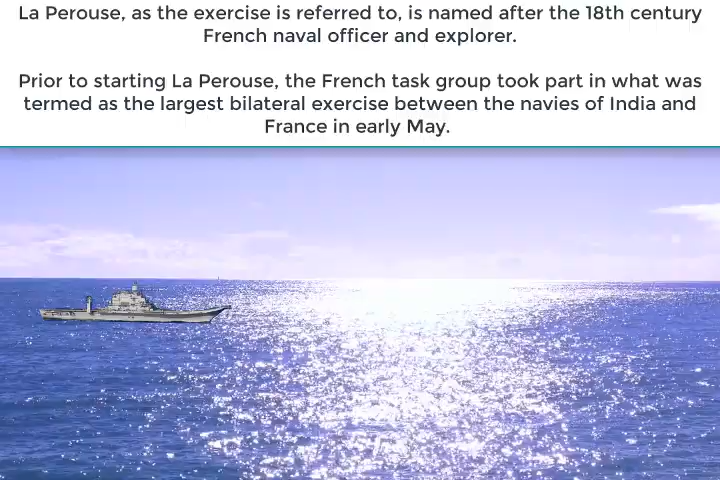 La Perouse, as the exercise is referred to, is named after the 18th century
French naval officer and explorer.
Prior to starting La Perouse, the French task group took part in what was
termed as the largest bilateral exercise between the navies of India and
France in early May.